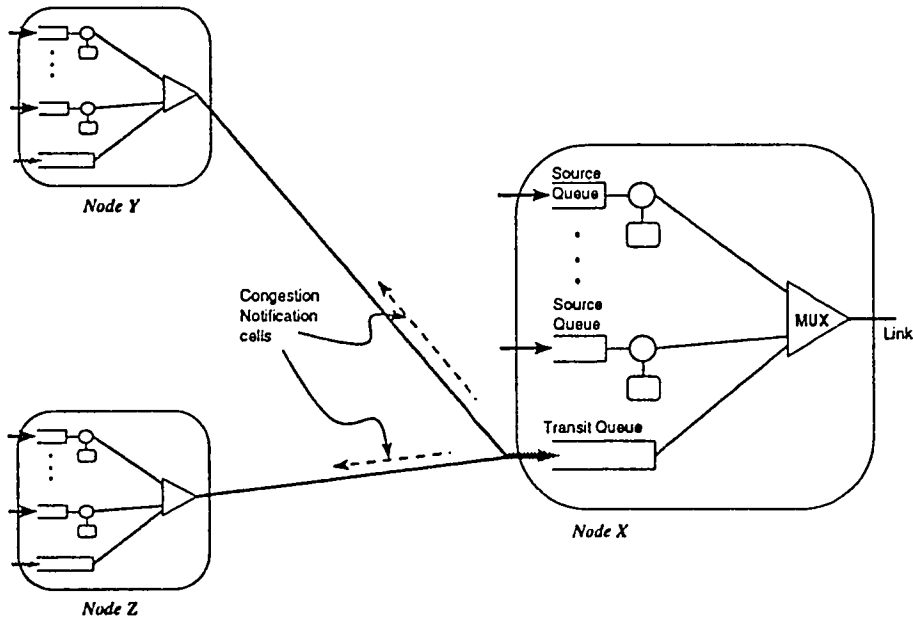 Node Y
Source
Queue
Congestion
Notification
cells
Source
Queue
MUX
Link
Transit Queue
Node X
Node Z